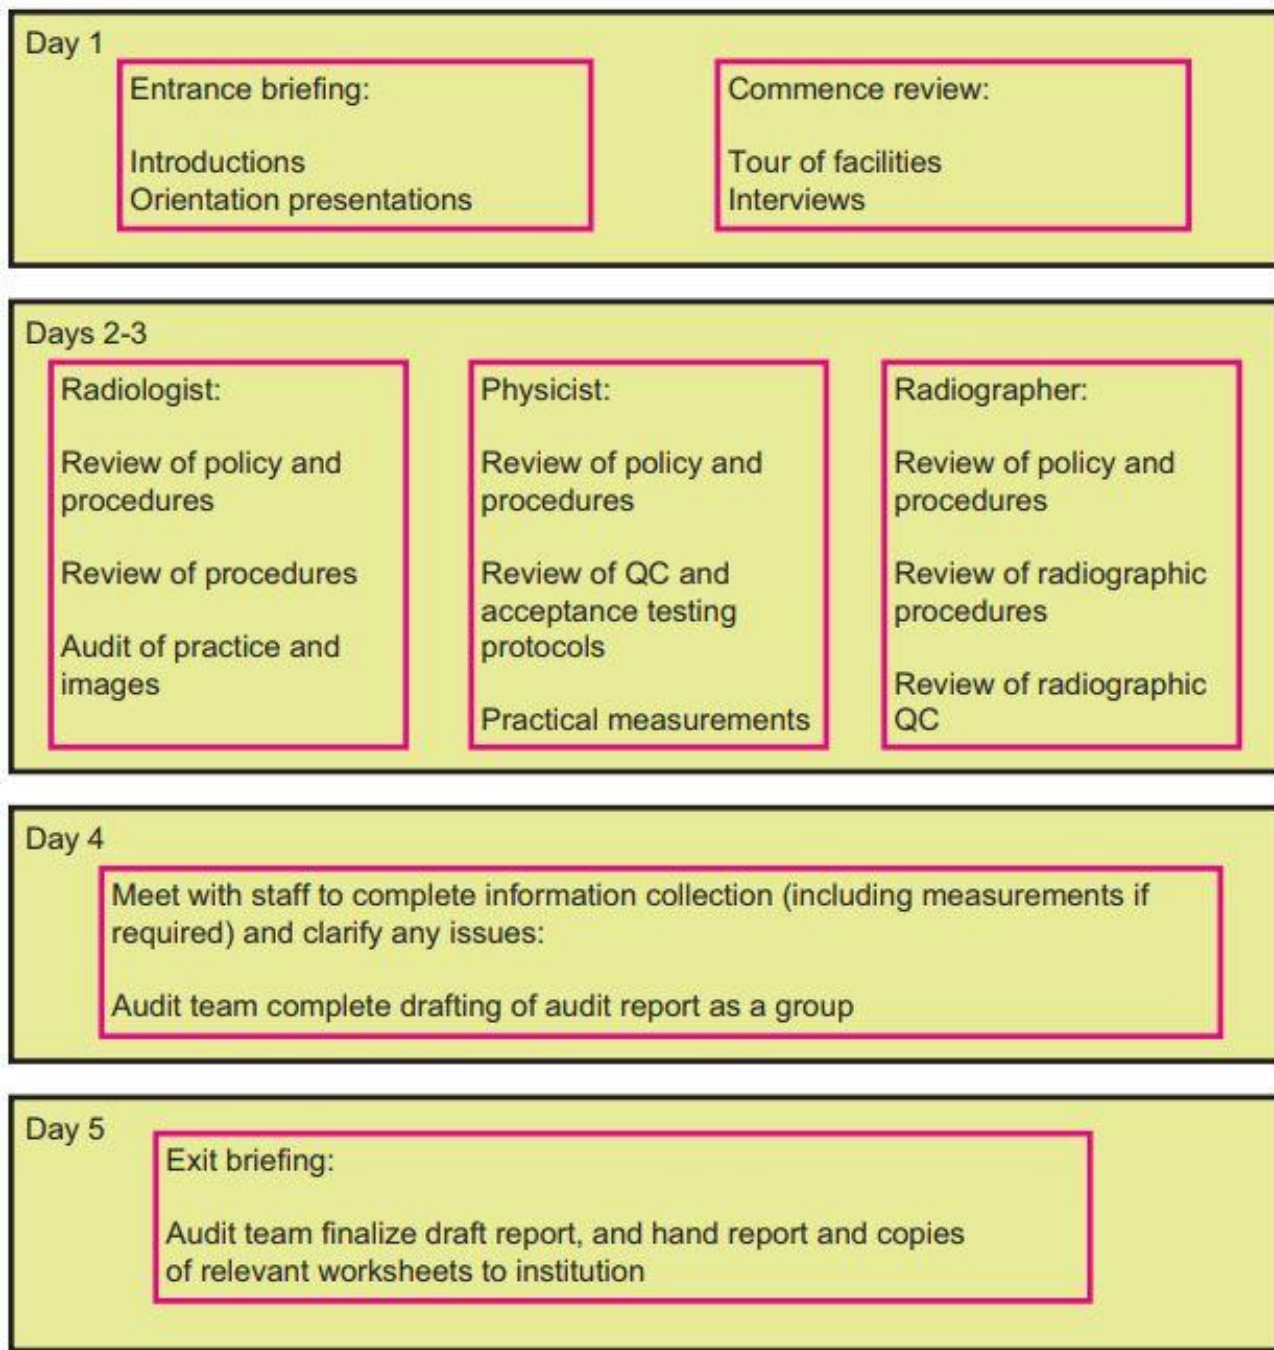 Day 1
Entrance briefing:
Introductions
Orientation presentations
Commence review:
Tour of facilities
Interviews
Days 2-3
Radiologist:
Review of policy and
procedures
Review of procedures
Audit of practice and
images
Physicist:
Review of policy and
procedures
Review of QC and
acceptance testing
protocols
Practical measurements
Radiographer:
Review of policy and
procedures
Review of radiographic
procedures
Review of radiographic
QC
Day 4
Meet with staff to complete information collection (including measurements if
required) and clarify any issues:
Audit team complete drafting of audit report as a group
Day 5
Exit briefing:
Audit team finalize draft report, and hand report and copies
of relevant worksheets to institution